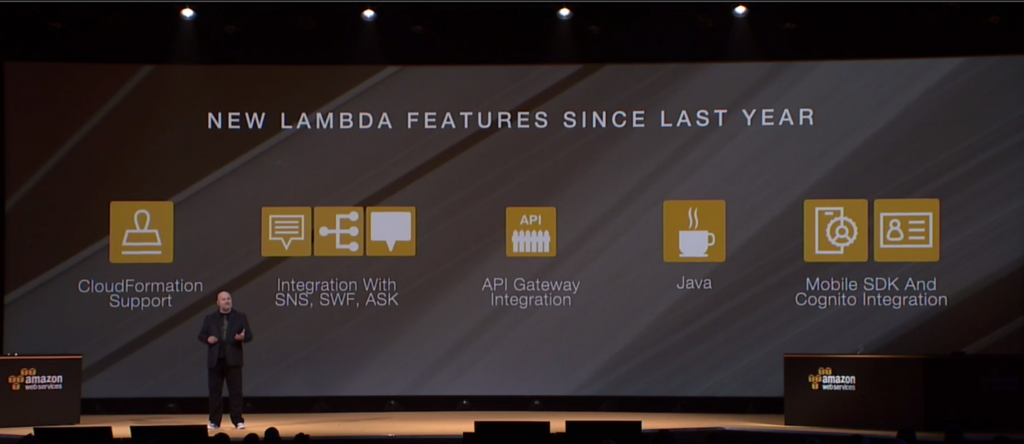 NEW LAMBDA FEATURES SINCE LAST YEAR
API
CloudFormation
Support
Integration With
SNS, SWF, ASK
API Gateway
Integration
Java
Mobile SDK And
Cognito Integration
amazon
web services
amazon
web services